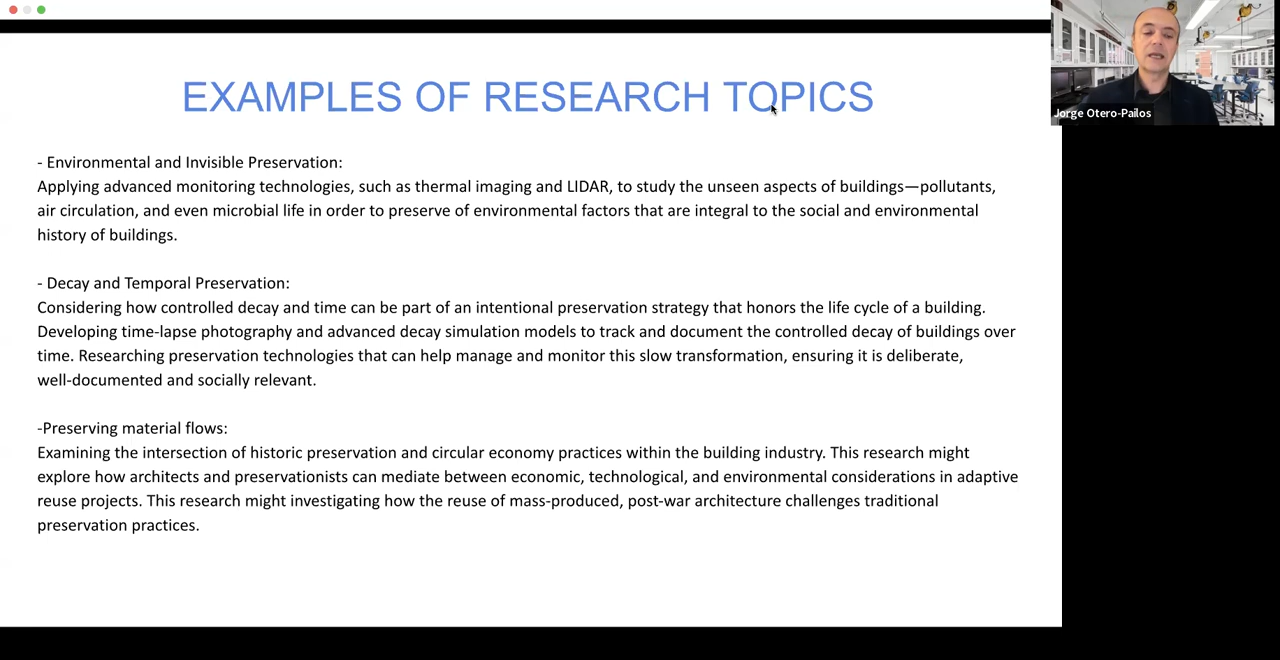 EXAMPLES OF RESEARCH TOPICS
Jorge Otero-Pailos
- Environmental and Invisible Preservation:
Applying advanced monitoring technologies, such as thermal imaging and LIDAR, to study the unseen aspects of buildings—pollutants,
air circulation, and even microbial life in order to preserve of environmental factors that are integral to the social and environmental
history of buildings.
- Decay and Temporal Preservation:
Considering how controlled decay and time can be part of an intentional preservation strategy that honors the life cycle of a building.
Developing time-lapse photography and advanced decay simulation models to track and document the controlled decay of buildings over
time. Researching preservation technologies that can help manage and monitor this slow transformation, ensuring it is deliberate,
well-documented and socially relevant.
-Preserving material flows:
Examining the intersection of historic preservation and circular economy practices within the building industry. This research might
explore how architects and preservationists can mediate between economic, technological, and environmental considerations in adaptive
reuse projects. This research might investigating how the reuse of mass-produced, post-war architecture challenges traditional
preservation practices.